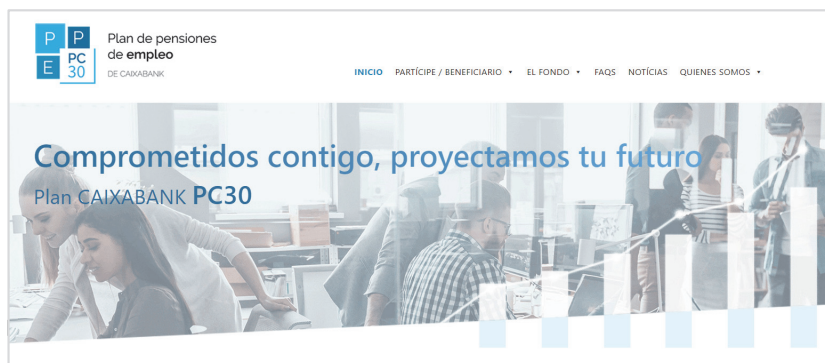 P P
E PC
30
Plan de pensiones
de empleo
DE CAIXABANK
INICIO PARTÍCIPE / BENEFICIARIO EL FONDO FAQS NOTÍCIAS QUIENES SOMOS
Comprometidos contigo, proyectamos tu futuro
Plan CAIXABANK PC30